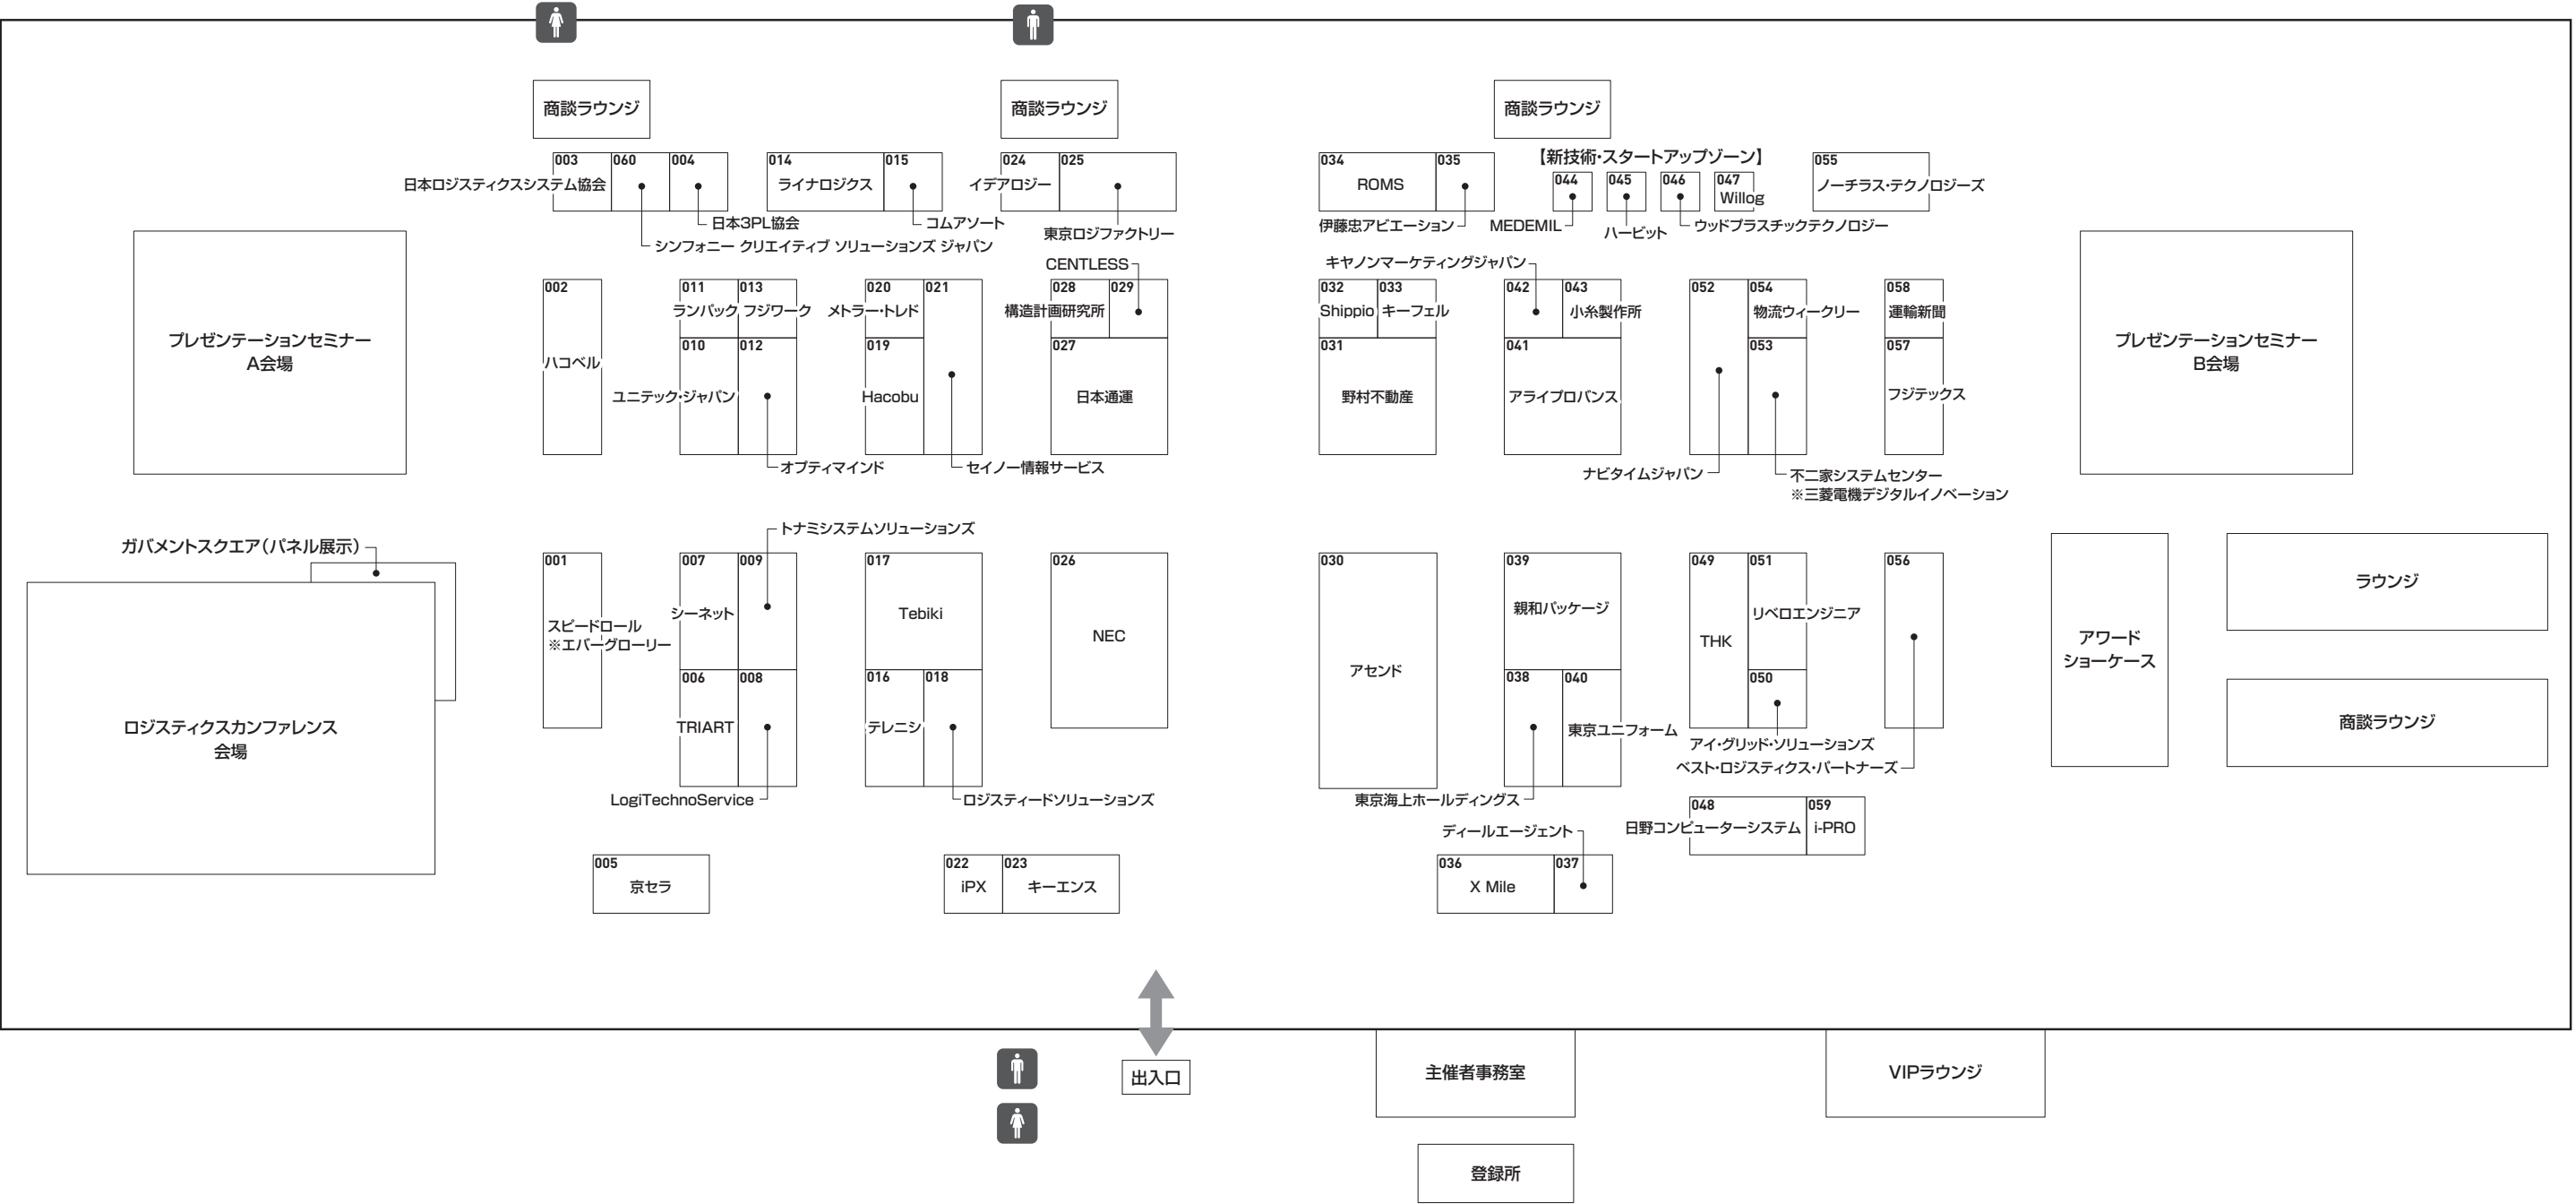 商談ラウンジ
商談ラウンジ
商談ラウンジ
003
日本ロジスティクスシステム協会
060
004
日本3PL協会
シンフォニー クリエイティブ ソリューションズ ジャパン
014
ライナロジクス
015
コムアソート
024
イデアロジー
025
東京ロジファクトリー
034
ROMS
035
伊藤忠アビエーション
【新技術・スタートアップゾーン】
044
MEDEMIL
045
ハービット
046
ウッドプラスチックテクノロジー
047
Willog
055
ノーチラス・テクノロジーズ
プレゼンテーションセミナー
A会場
002
ハコベル
011
ランパック
013
フジワーク
010
ユニテック・ジャパン
012
オプティマインド
020
メトラー・トレド
019
Hacobu
021
セイノー情報サービス
CENTLESS
028
構造計画研究所
029
027
日本通運
032
Shippio
033
キーフェル
031
野村不動産
キヤノンマーケティングジャパン
042
043
小糸製作所
041
アライプロバンス
052
ナビタイムジャパン
054
物流ウィークリー
053
不二家システムセンター
※三菱電機デジタルイノベーション
058
運輸新聞
057
フジテックス
プレゼンテーションセミナー
B会場
ガバメントスクエア(パネル展示)
ロジスティクスカンファレンス
会場
001
スピードロール
※エバーグローリー
トナミシステムソリューションズ
007
シーネット
009
006
TRIART
008
LogiTechnoService
017
Tebiki
016
テレニシ
018
ロジスティードソリューションズ
026
NEC
030
アセンド
039
親和パッケージ
038
東京海上ホールディングス
040
東京ユニフォーム
049
THK
051
リベロエンジニア
050
アイ・グリッド・ソリューションズ
056
ベスト・ロジスティクス・パートナーズ
アワード
ショーケース
ラウンジ
商談ラウンジ
005
京セラ
022
iPX
023
キーエンス
ディールエージェント
036
X Mile
037
048
日野コンピューターシステム
059
i-PRO
出入口
主催者事務室
VIPラウンジ
登録所